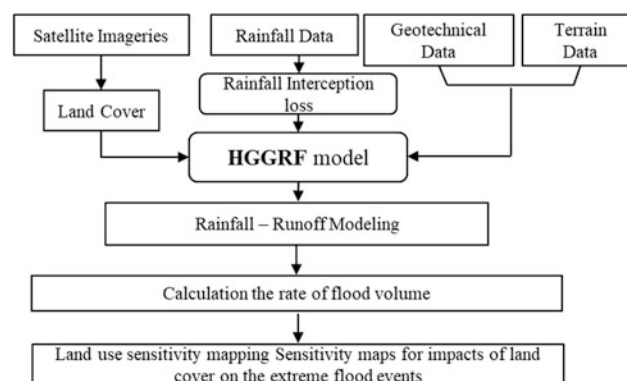 Satellite Imageries
Rainfall Data
Geotechnical
Data
Terrain
Data
Rainfall Interception
loss
Land Cover
HGGRF model
Rainfall – Runoff Modeling
Calculation the rate of flood volume
Land use sensitivity mapping Sensitivity maps for impacts of land
cover on the extreme flood events